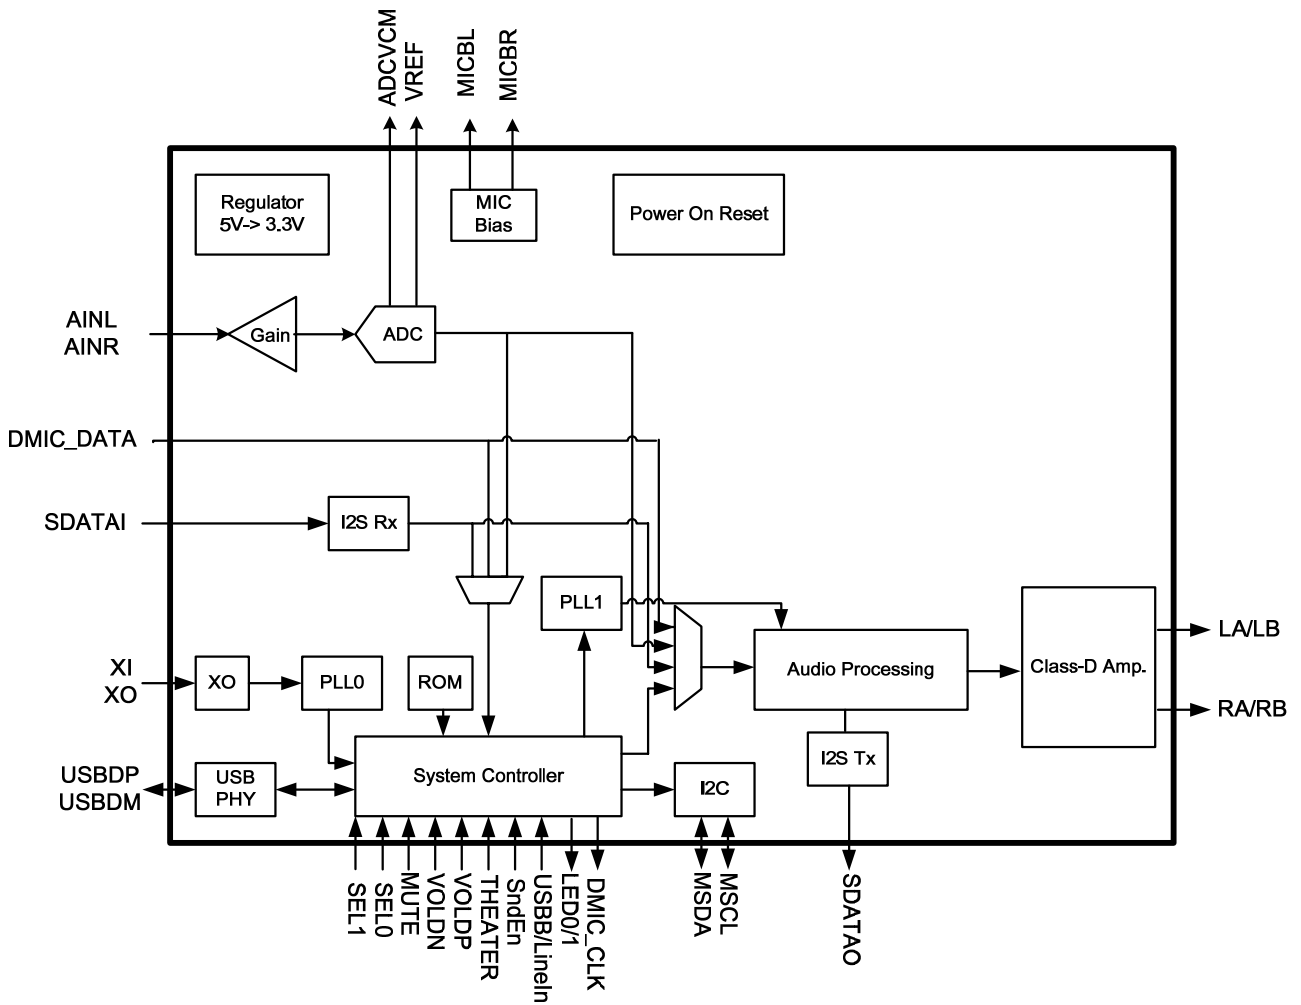 ADCVCM
VREF
MICBL
MICBR
Regulator
5V-> 3.3V
MIC
Bias
Power On Reset
AINL
AINR
Gain
ADC
DMIC_DATA
SDATAI
I2S Rx
PLL1
XI
XO
XO
PLL0
ROM
Audio Processing
Class-D Amp.
LA/LB
RA/RB
USBDP
USBDM
USB
PHY
System Controller
I2C
I2S Tx
SEL1
SEL0
MUTE
VOLDN
VOLDP
THEATER
SndEn
USBB/LineIn
LED0/1
DMIC_CLK
MSDA
MSCL
SDATAO